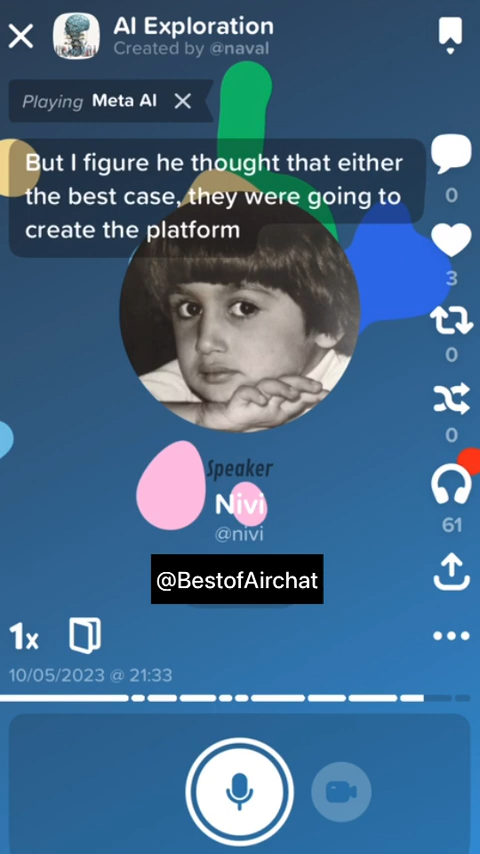 AI Exploration
Created by @naval
Playing Meta AI
But I figure he thought that either
the best case, they were going to
create the platform
0
3
0
0
61
Speaker
Nivi
@nivi
@BestofAirchat
1x
10/05/2023 @ 21:33